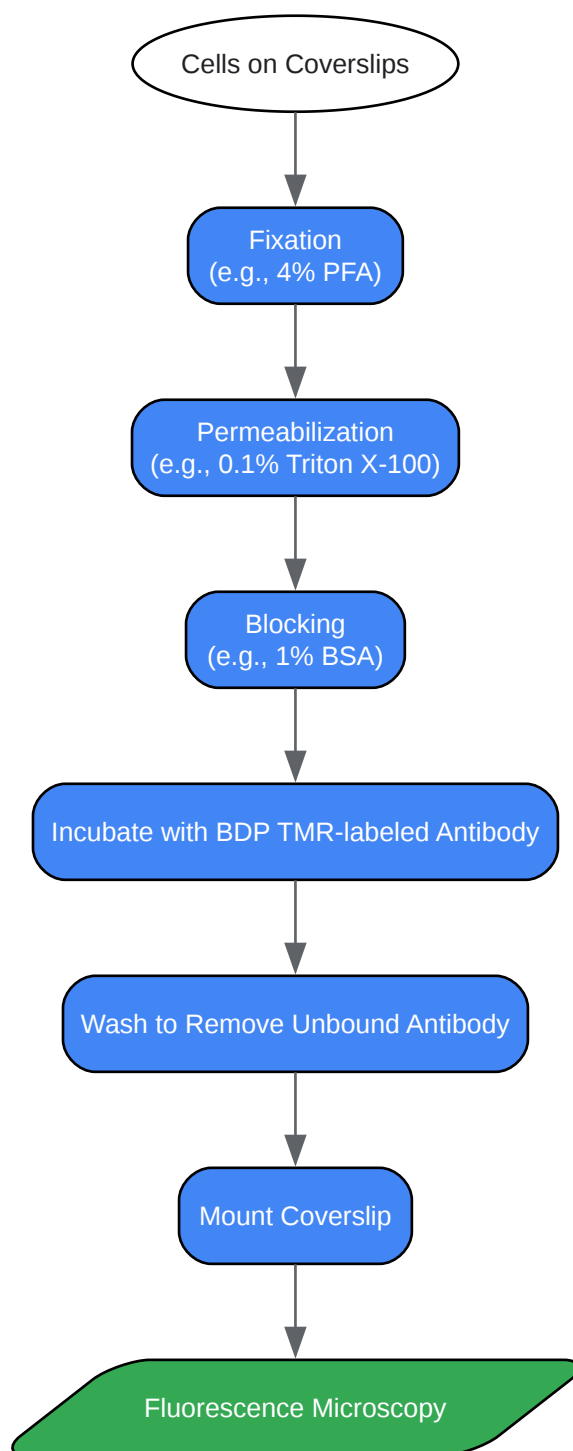 Cells on Coverslips
Fixation
(e.g., 4% PFA)
Permeabilization
(e.g., 0.1% Triton X-100)
Blocking
(e.g., 1% BSA)
Incubate with BDP TMR-labeled Antibody
Wash to Remove Unbound Antibody
Mount Coverslip
Fluorescence Microscopy